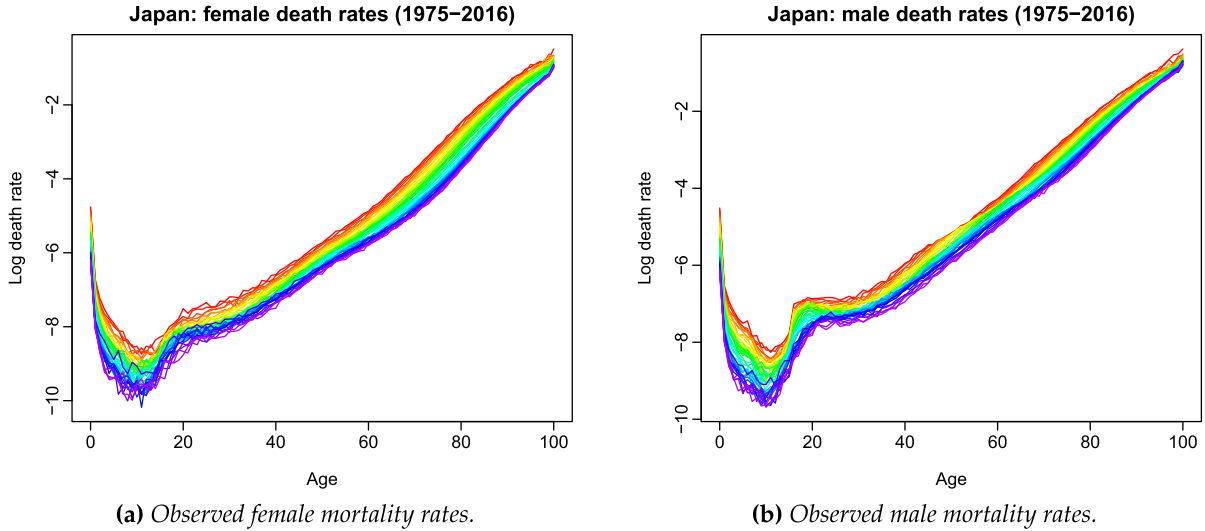 Japan: female death rates (1975−2016)
Log death rate
−2
−4
−6
−8
−10
0 20 40 60 80 100
Age
(a) Observed female mortality rates.
Japan: male death rates (1975−2016)
Log death rate
−2
−4
−6
−8
−10
0 20 40 60 80 100
Age
(b) Observed male mortality rates.